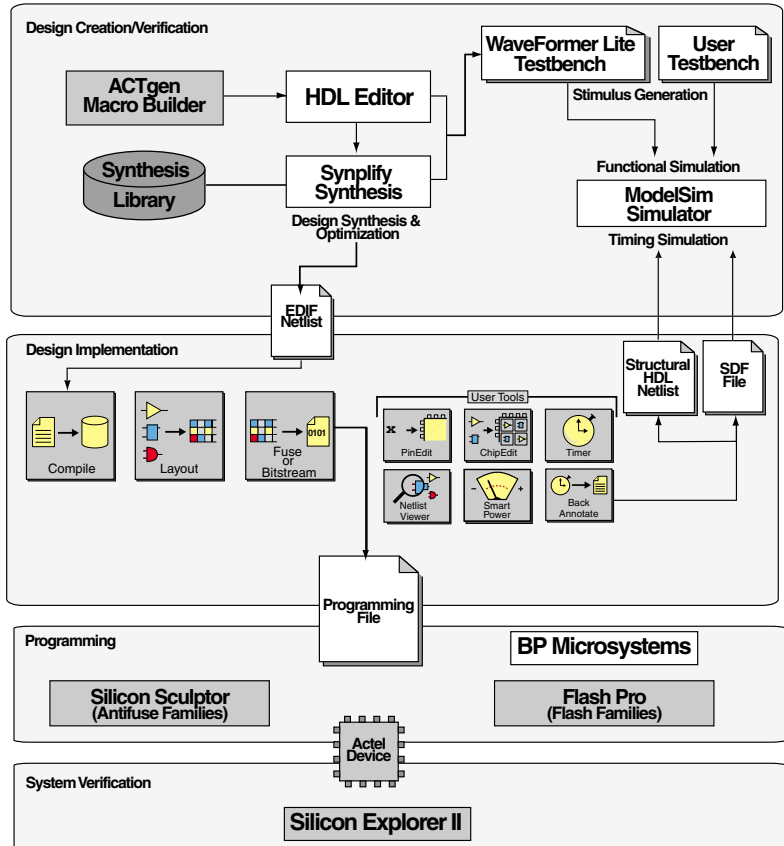 Design Creation/Verification
ACTgen
Macro Builder
HDL Editor
WaveFormer Lite
Testbench
User
Testbench
Stimulus Generation
Synthesis
Library
Synplify
Synthesis
Design Synthesis &
Optimization
Functional Simulation
ModelSim
Simulator
Timing Simulation
EDIF
Netlist
Design Implementation
Structural
HDL
Netlist
SDF
File
Compile
Layout
0101
Fuse
or
Bitstream
User Tools
x
PinEdit
ChipEdit
Timer
Netlist
Viewer
- +
Smart
Power
Back
Annotate
Programming
File
Programming
BP Microsystems
Silicon Sculptor
(Antifuse Families)
Flash Pro
(Flash Families)
Actel
Device
System Verification
Silicon Explorer II